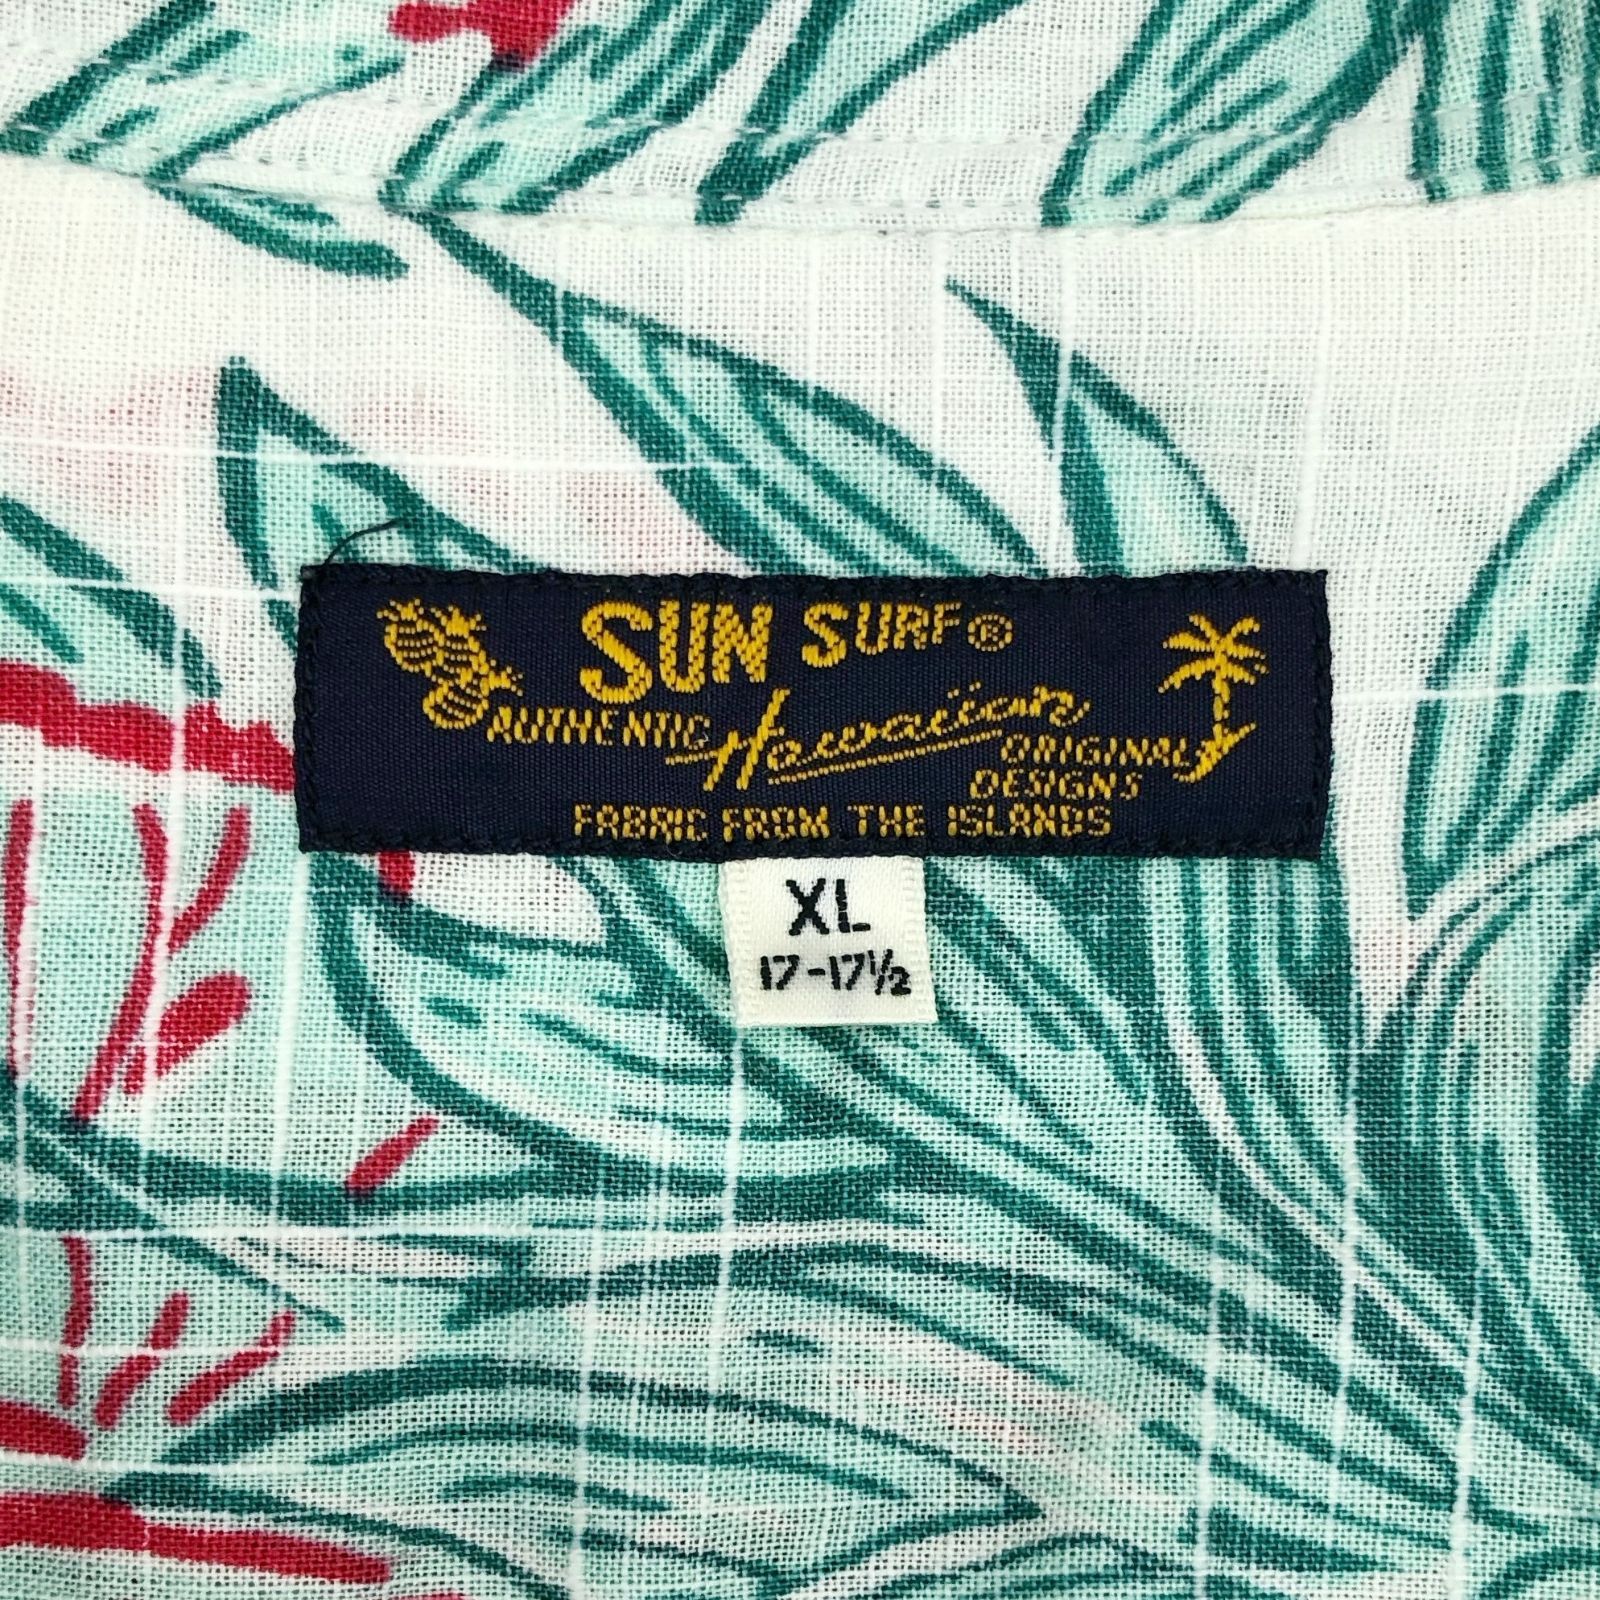 SUN SURF®
AUTHENTIC Hawaiian ORIGINAL
DESIGNS
FABRIC FROM THE ISLANDS
XL
17-17½